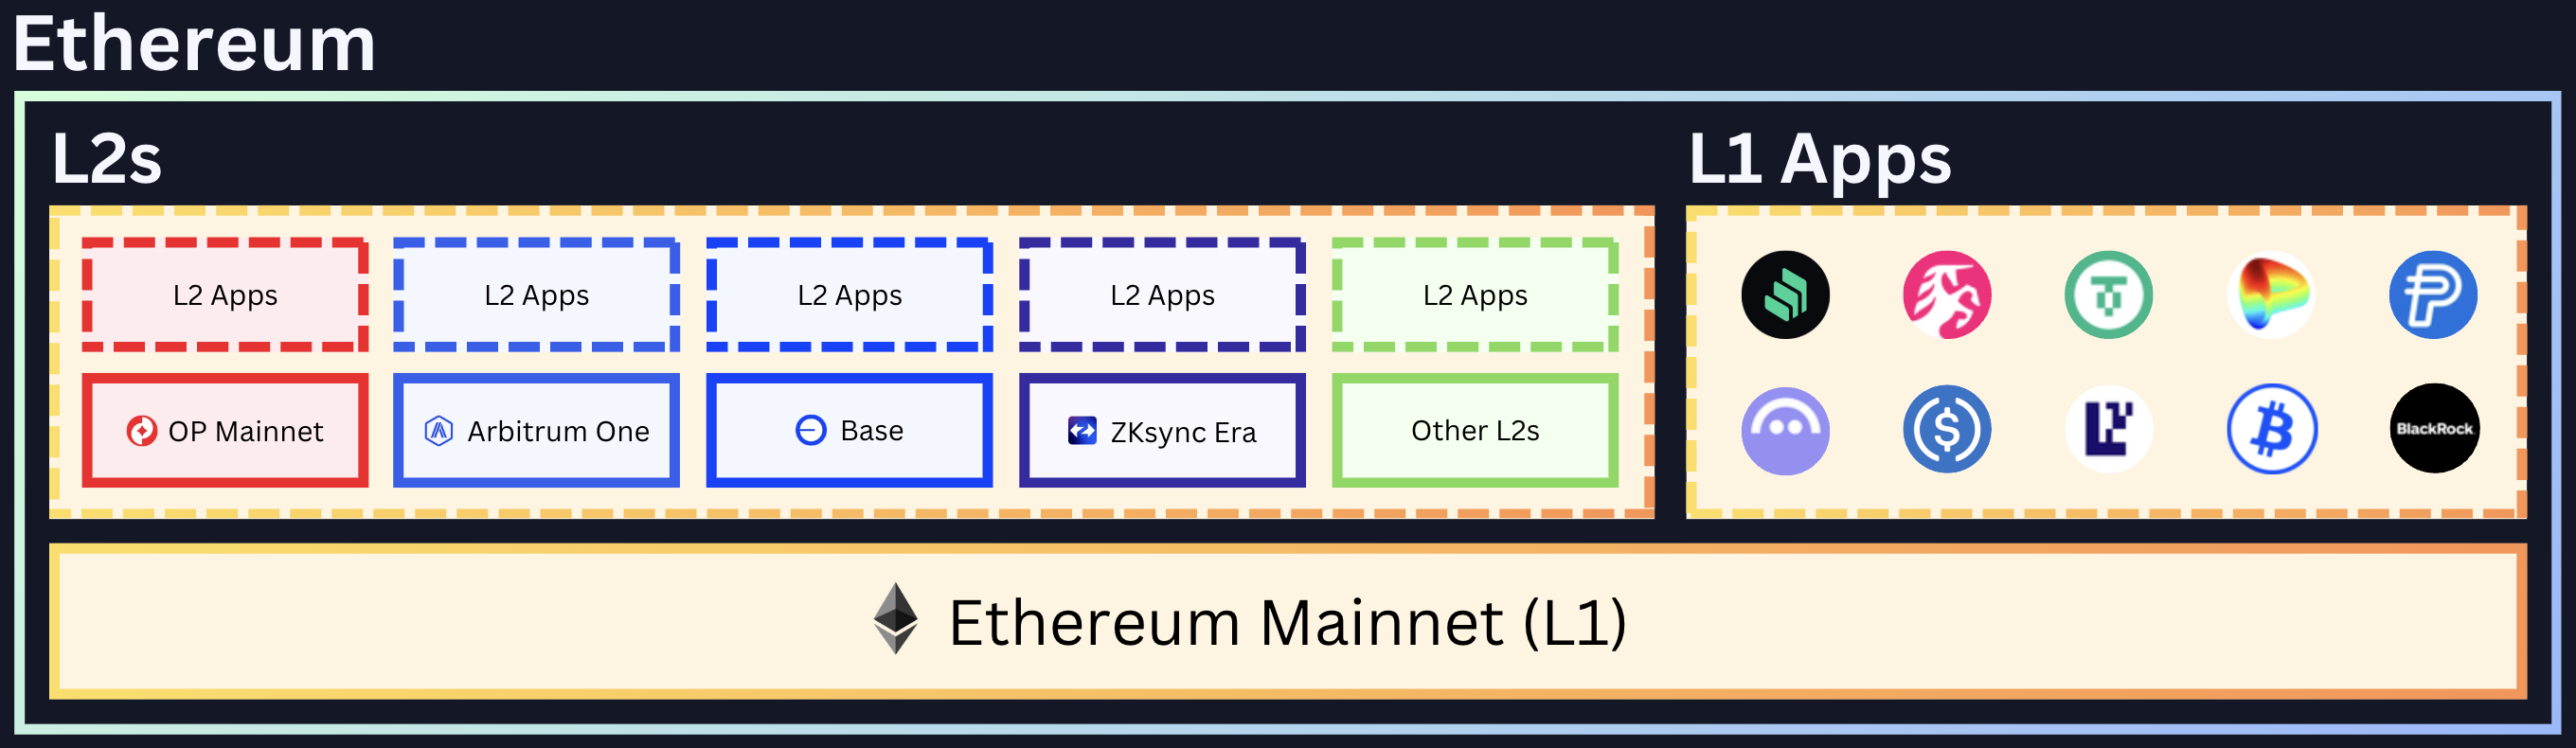 Ethereum
L2s
L1 Apps
L2 Apps
L2 Apps
L2 Apps
L2 Apps
L2 Apps
OP Mainnet
Arbitrum One
Base
ZKsync Era
Other L2s
BlackRock
Ethereum Mainnet (L1)